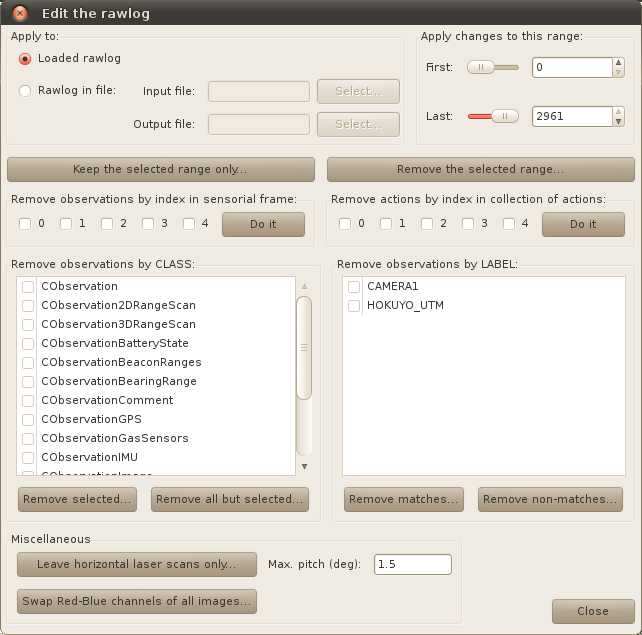 Edit the rawlog
Apply to:
Loaded rawlog
Rawlog in file:
Input file:
Select...
Output file:
Select...
Apply changes to this range:
First:
0
Last:
2961
Keep the selected range only...
Remove the selected range...
Remove observations by index in sensorial frame:
0 1 2 3 4 Do it
Remove actions by index in collection of actions:
0 1 2 3 4 Do it
Remove observations by CLASS:
CObservation
CObservation2DRangeScan
CObservation3DRangeScan
CObservationBatteryState
CObservationBeaconRanges
CObservationBearingRange
CObservationComment
CObservationGPS
CObservationGasSensors
CObservationIMU
CObservationImage
Remove selected...
Remove all but selected...
Remove observations by LABEL:
CAMERA1
HOKUYO_UTM
Remove matches...
Remove non-matches...
Miscellaneous
Leave horizontal laser scans only...
Max. pitch (deg):
1.5
Swap Red-Blue channels of all images...
Close